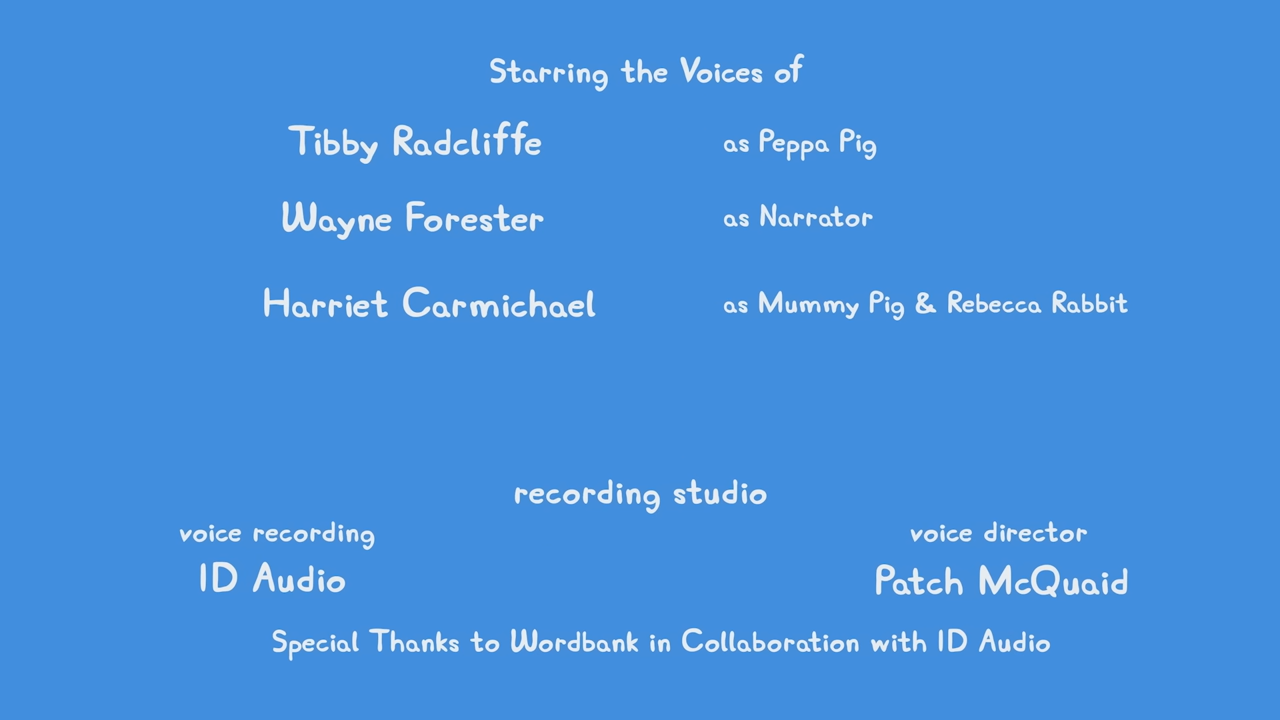 Starring the Voices of
Tibby Radcliffe as Peppa Pig
Wayne Forester as Narrator
Harriet Carmichael as Mummy Pig & Rebecca Rabbit
recording studio
voice recording voice director
ID Audio Patch McQuaid
Special Thanks to Wordbank in Collaboration with ID Audio